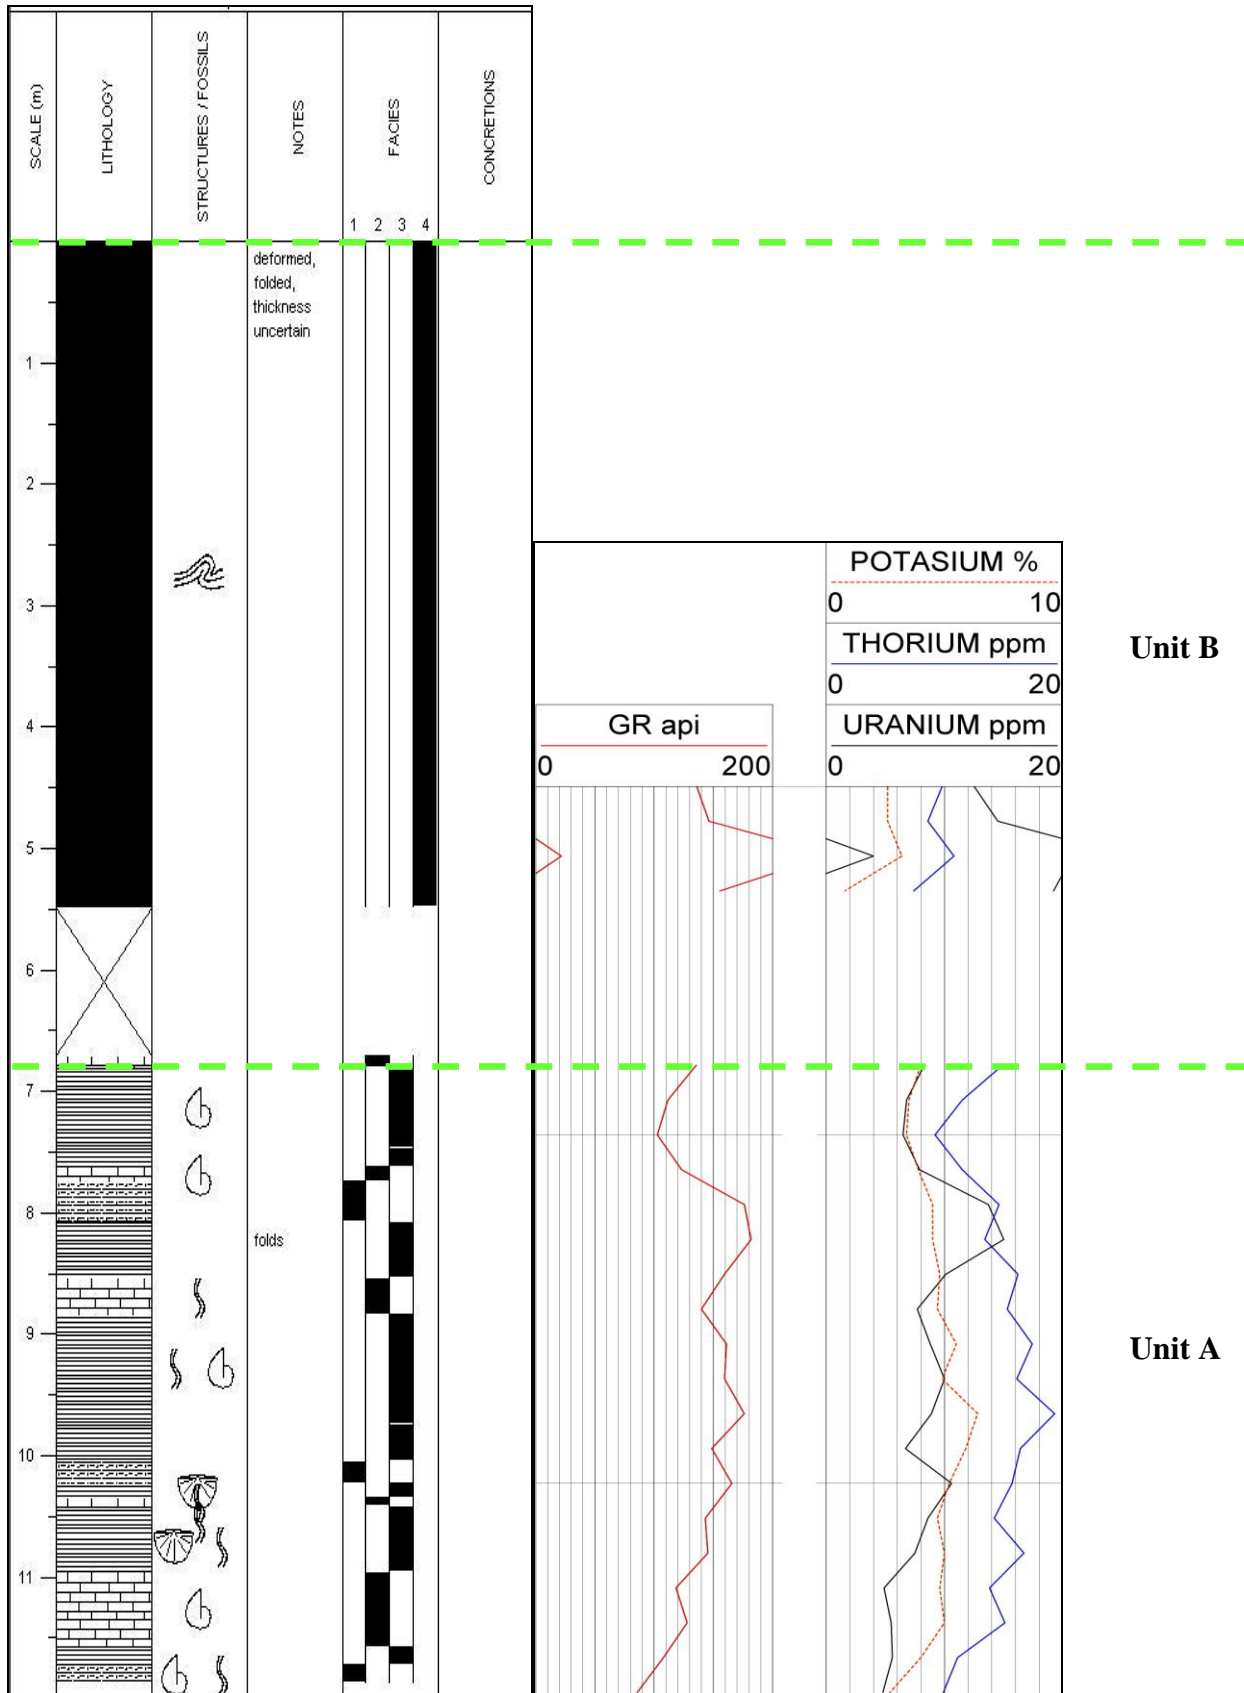 SCALE (m)
LITHOLOGY
STRUCTURES / FOSSILS
NOTES
FACIES
CONCRETIONS
1 2 3 4
deformed,
folded,
thickness
uncertain
1
2
3
4
5
6
7
8
9
10
11
folds
POTASIUM %
0 10
THORIUM ppm
0 20
GR api
0 200
URANIUM ppm
0 20
Unit B
Unit A